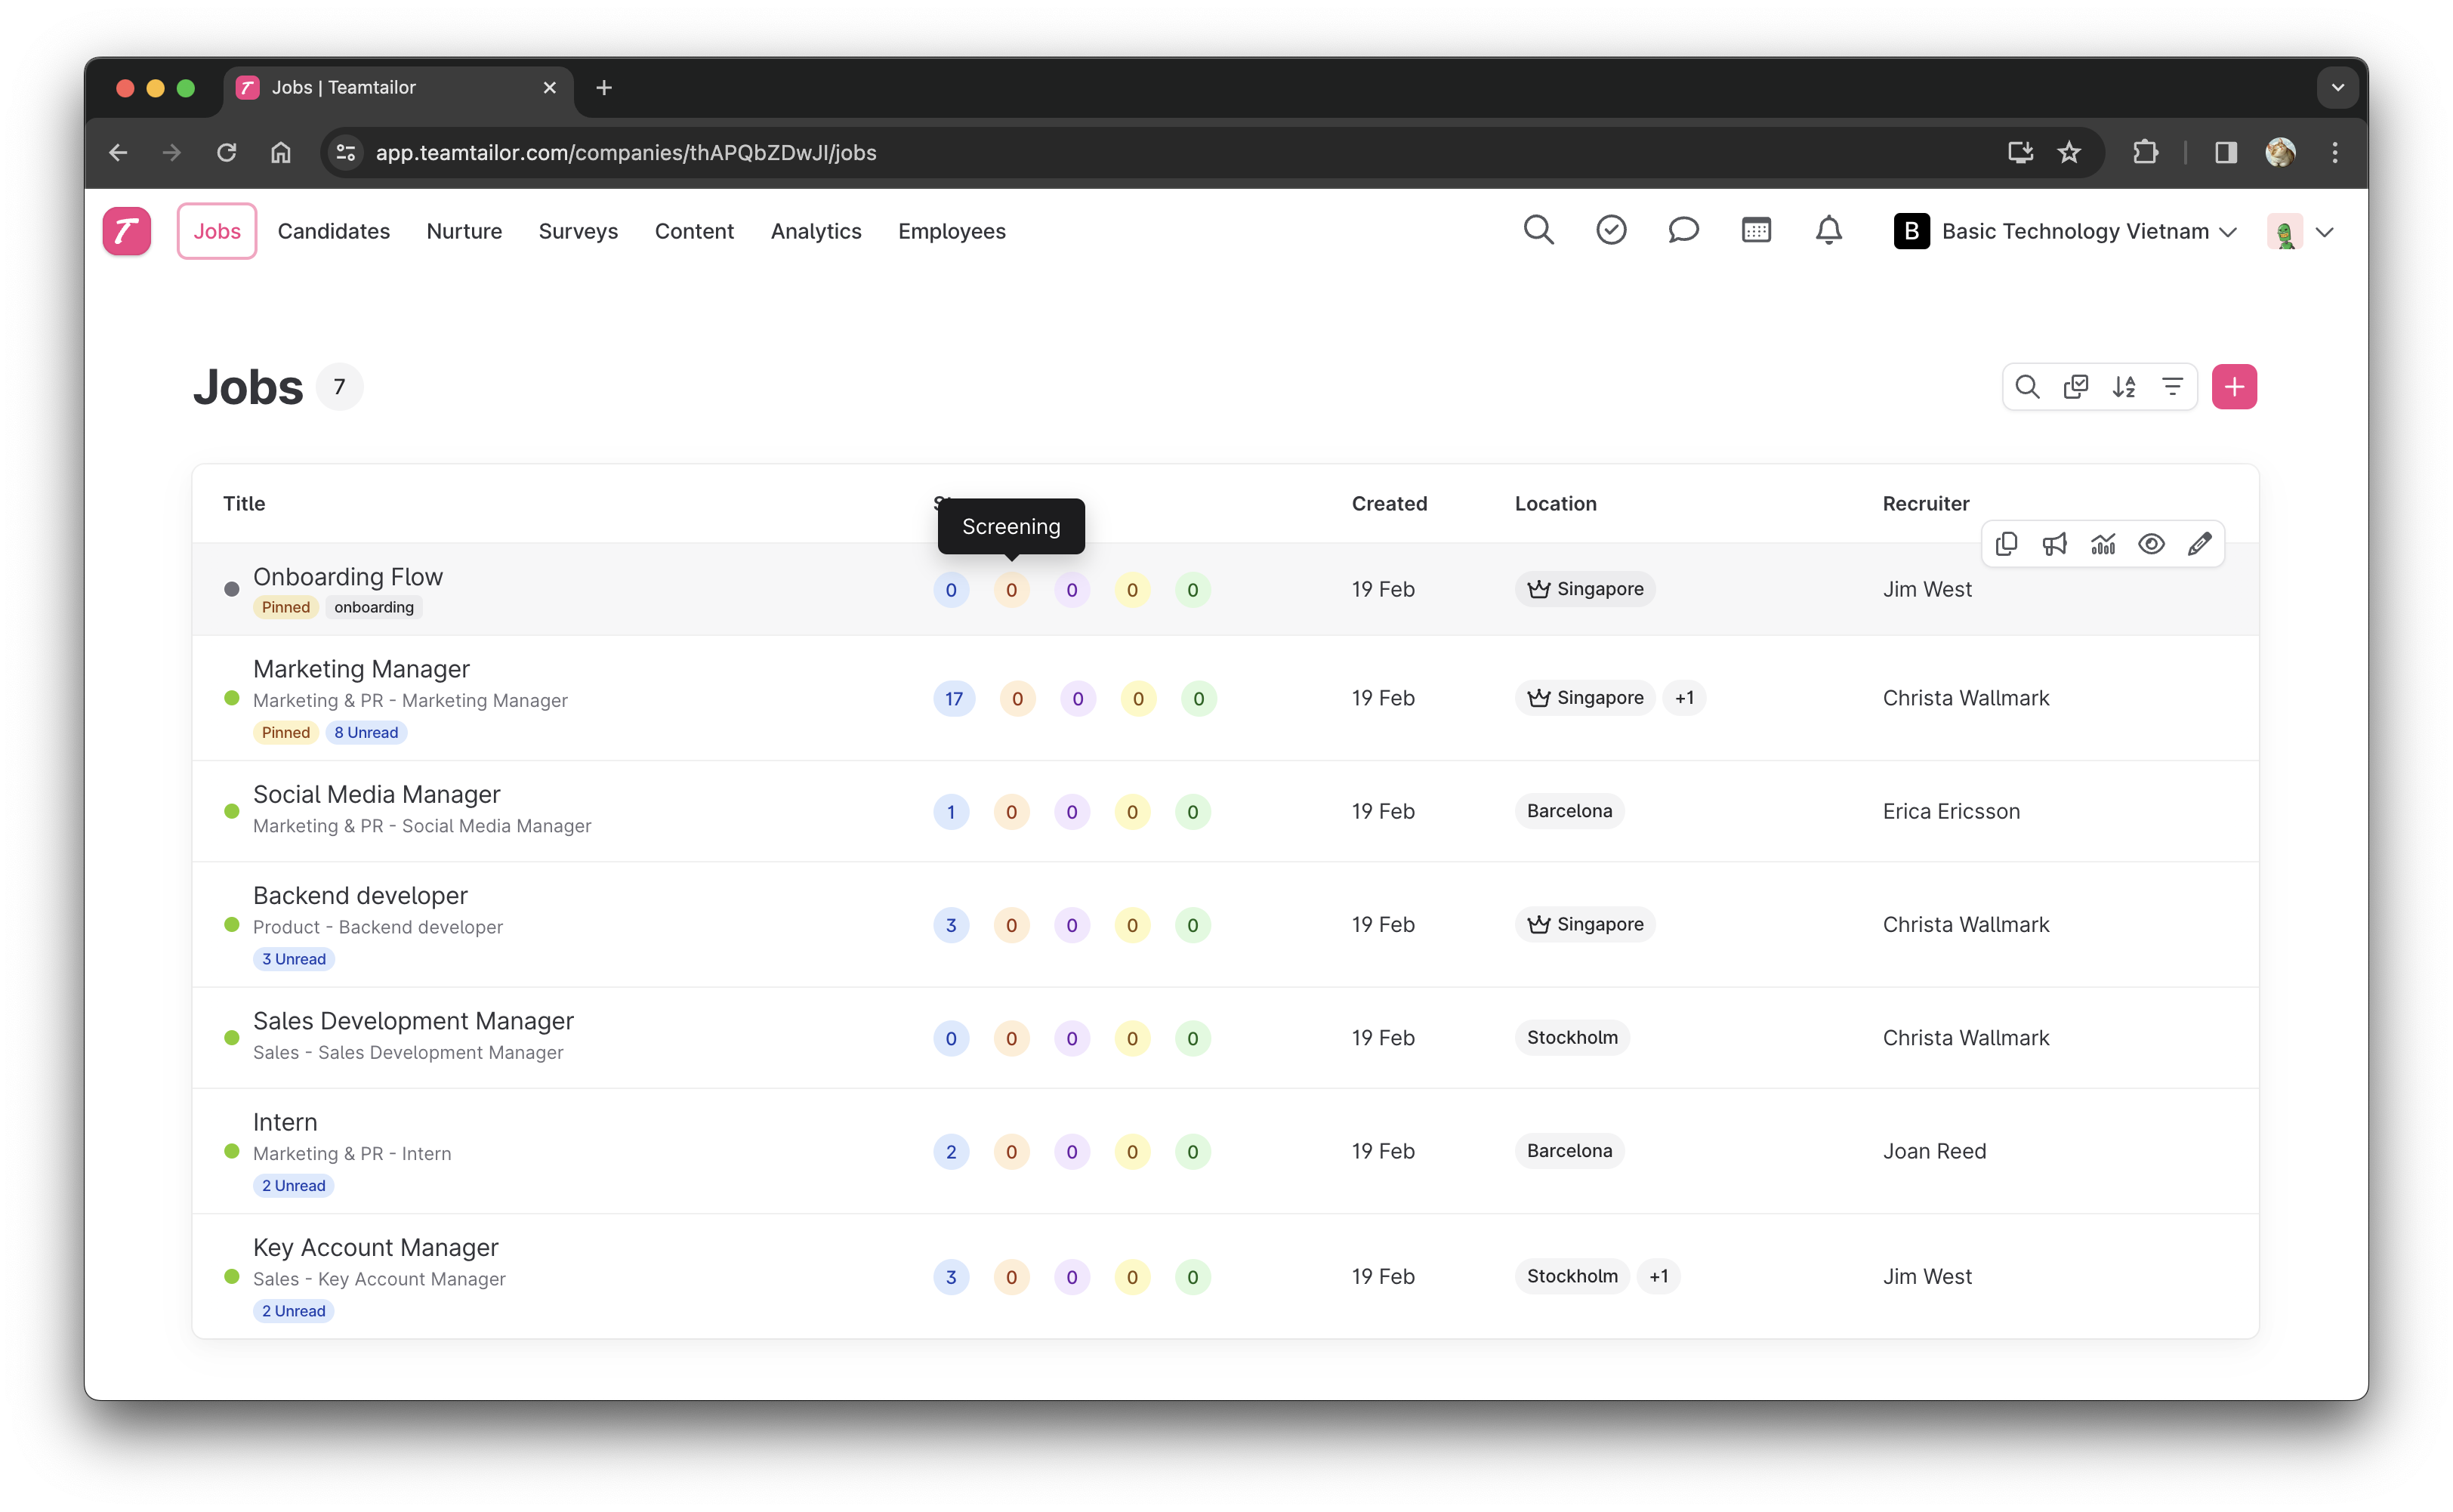 Jobs | Teamtailor
app.teamtailor.com/companies/thAPQbZDwJI/jobs
Jobs Candidates Nurture Surveys Content Analytics Employees B Basic Technology Vietnam
Jobs 7
Title Created Location Recruiter
Screening
Onboarding Flow
Pinned onboarding
0 0 0 0 0 19 Feb Singapore Jim West
Marketing Manager
Marketing & PR - Marketing Manager
Pinned 8 Unread
17 0 0 0 0 19 Feb Singapore +1 Christa Wallmark
Social Media Manager
Marketing & PR - Social Media Manager
1 0 0 0 0 19 Feb Barcelona Erica Ericsson
Backend developer
Product - Backend developer
3 Unread
3 0 0 0 0 19 Feb Singapore Christa Wallmark
Sales Development Manager
Sales - Sales Development Manager
0 0 0 0 0 19 Feb Stockholm Christa Wallmark
Intern
Marketing & PR - Intern
2 Unread
2 0 0 0 0 19 Feb Barcelona Joan Reed
Key Account Manager
Sales - Key Account Manager
2 Unread
3 0 0 0 0 19 Feb Stockholm +1 Jim West